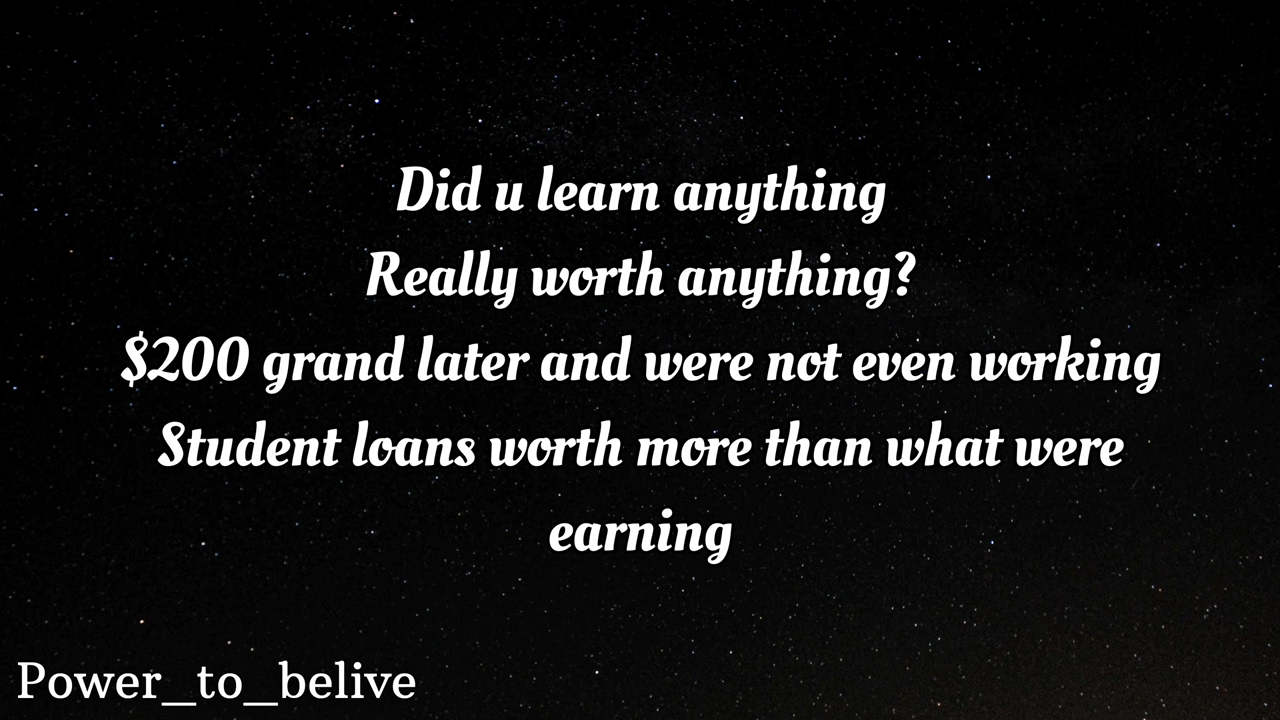 Did u learn anything
Really worth anything?
$200 grand later and were not even working
Student loans worth more than what were
earning
Power_to_belive